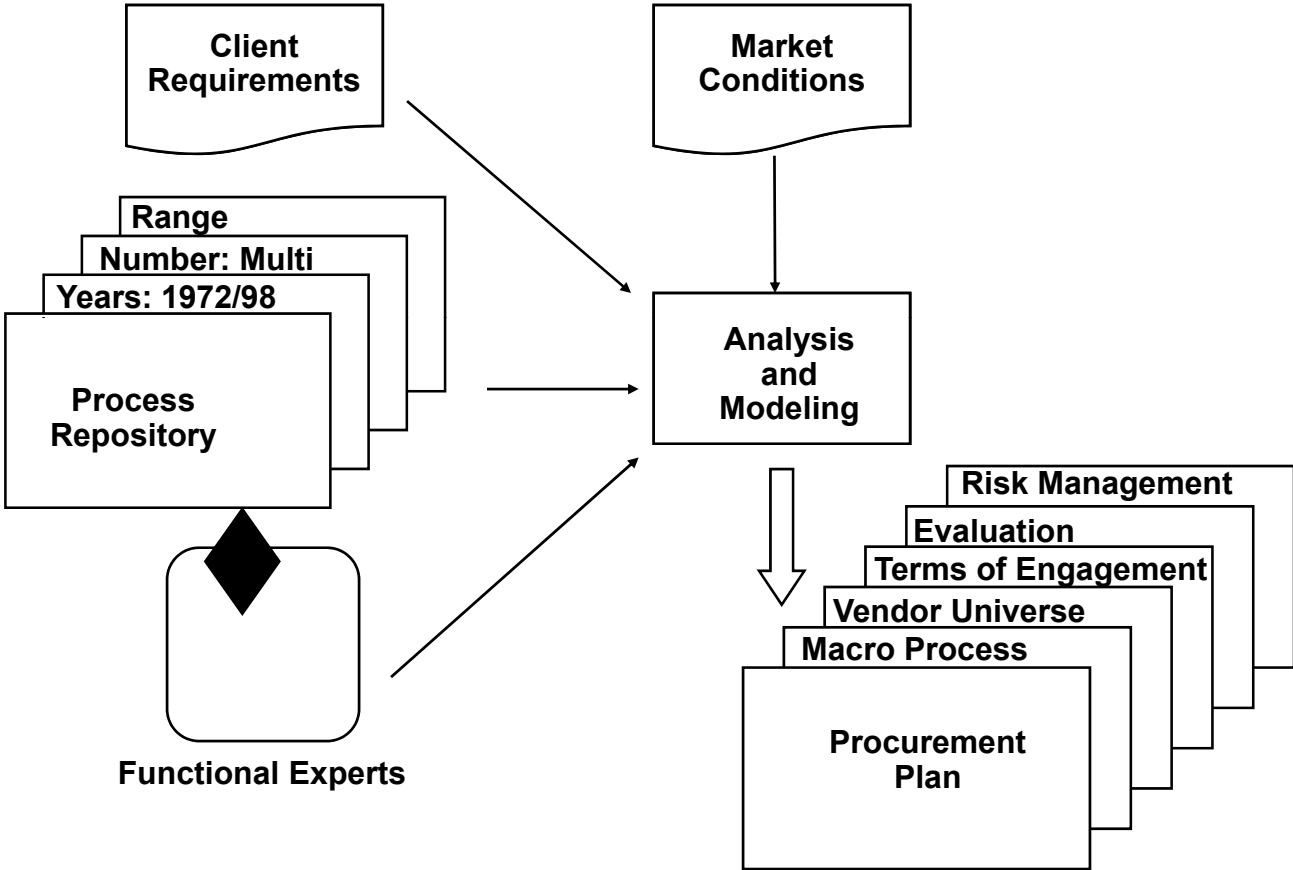 Client
Requirements
Market
Conditions
Range
Number: Multi
Years: 1972/98
Process
Repository
Analysis
and
Modeling
Risk Management
Evaluation
Terms of Engagement
Vendor Universe
Macro Process
Procurement
Plan
Functional Experts